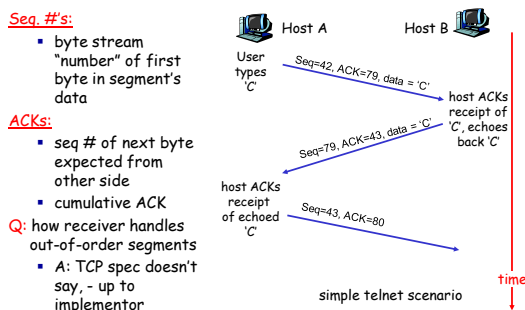 Seq. #'s:
▪ byte stream
“number” of first
byte in segment's
data
ACKs:
▪ seq # of next byte
expected from
other side
▪ cumulative ACK
Q: how receiver handles
out-of-order segments
▪ A: TCP spec doesn't
say, - up to
implementor
Host A
Host B
User
types
‘C’
Seq=42, ACK=79, data = ‘C’
host ACKs
receipt of
‘C’, echoes
back ‘C’
Seq=79, ACK=43, data = ‘C’
host ACKs
receipt
of echoed
‘C’
Seq=43, ACK=80
time
simple telnet scenario